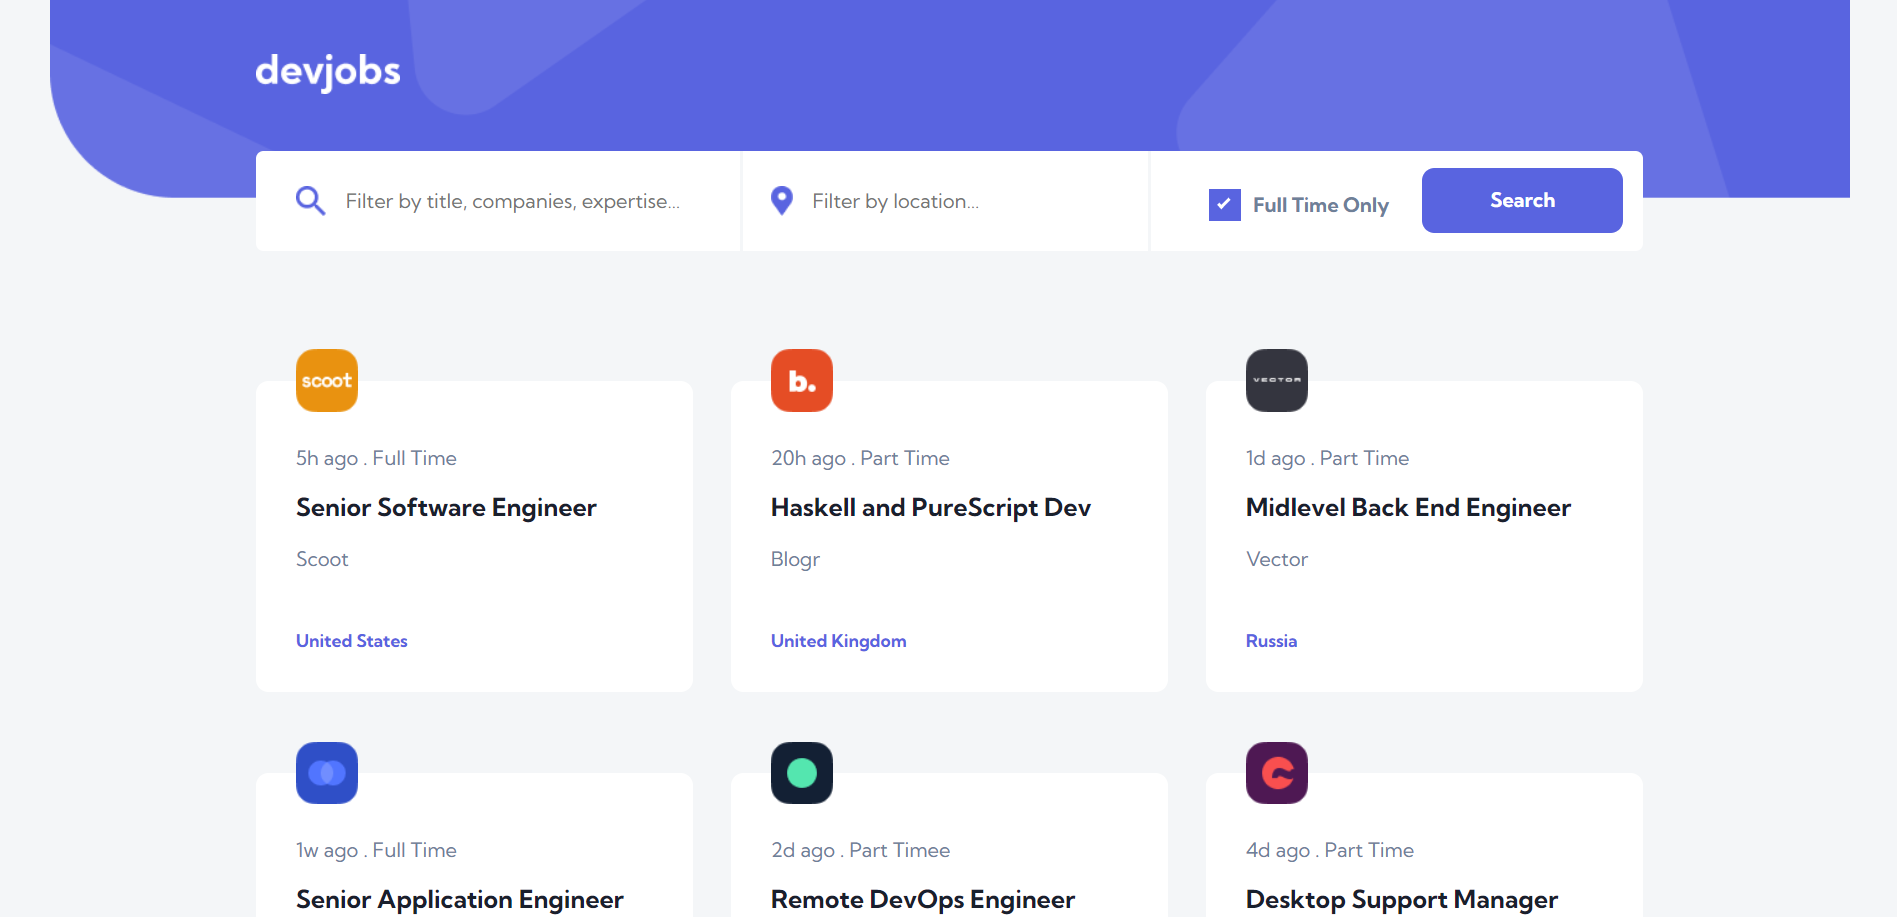 devjobs
Filter by title, companies, expertise...
Filter by location...
Full Time Only
Search
scoot
b.
VECTOR
5h ago . Full Time
20h ago . Part Time
1d ago . Part Time
Senior Software Engineer
Haskell and PureScript Dev
Midlevel Back End Engineer
Scoot
Blogr
Vector
United States
United Kingdom
Russia
1w ago . Full Time
2d ago . Part Timee
4d ago . Part Time
Senior Application Engineer
Remote DevOps Engineer
Desktop Support Manager